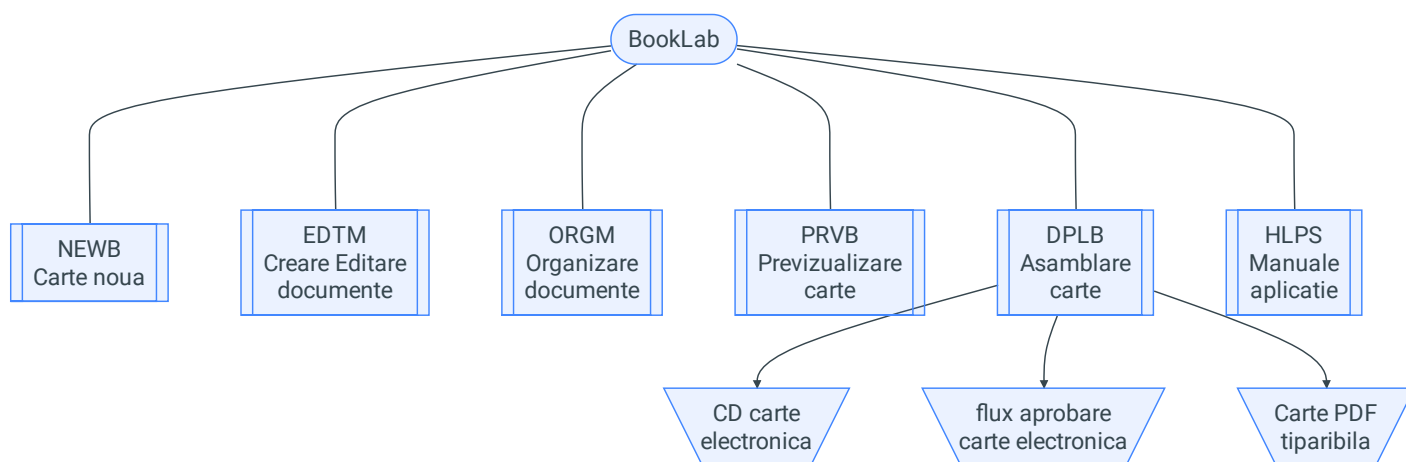 BookLab
NEWB
Carte noua
EDTM
Creare Editare
documente
ORGM
Organizare
documente
PRVB
Previzualizare
carte
DPLB
Asamblare
carte
HLPS
Manuale
aplicatie
CD carte
electronica
flux aprobare
carte electronica
Carte PDF
tiparibila